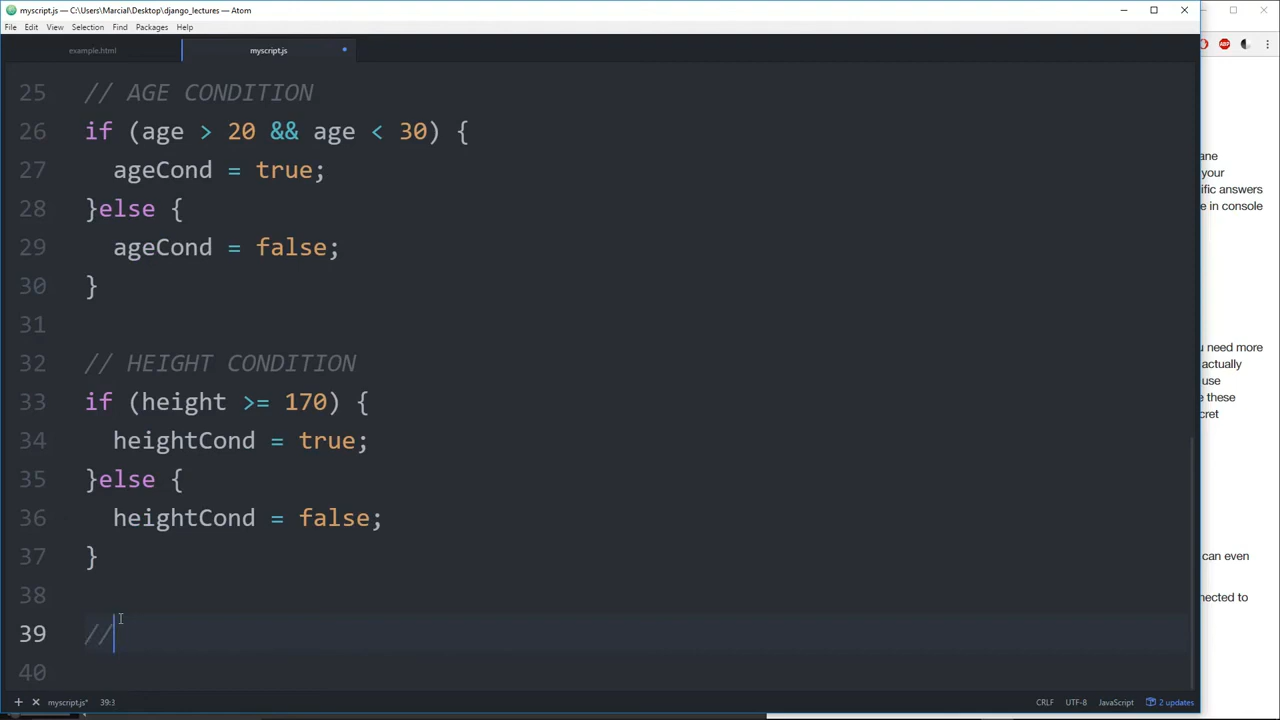 myscript.js — C:\Users\Marcial\Desktop\django_lectures — Atom
File Edit View Selection Find Packages Help
example.html myscript.js
25 // AGE CONDITION
26 if (age > 20 && age < 30) {
27 ageCond = true;
28 }else {
29 ageCond = false;
30 }
31
32 // HEIGHT CONDITION
33 if (height >= 170) {
34 heightCond = true;
35 }else {
36 heightCond = false;
37 }
38
39 //
40
+ × myscript.js* 39:3 CRLF UTF-8 JavaScript 2 updates
ABP
ane
your
ific answers
e in console
u need more
actually
use
e these
cret
can even
nected to